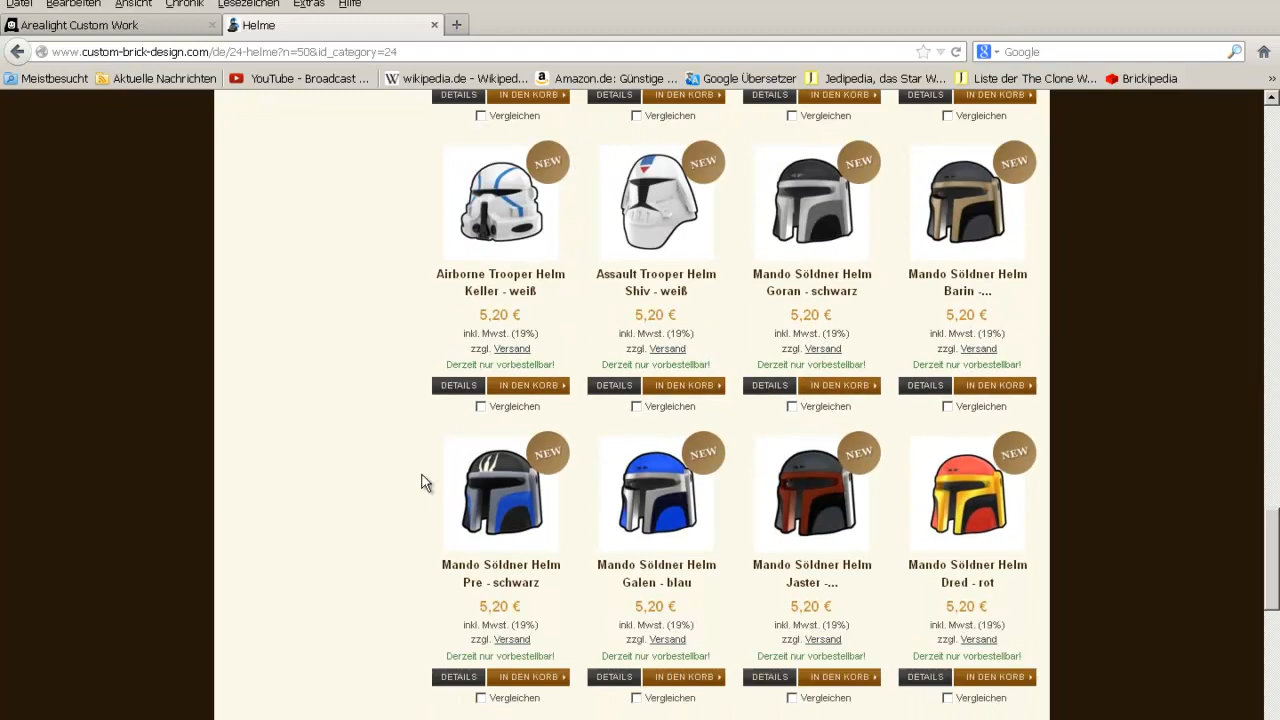 Datei Bearbeiten Ansicht Chronik Lesezeichen Extras Hilfe
Arealight Custom Work × Helme × +
www.custom-brick-design.com/de/24-helme?n=50&id_category=24 Google
Meistbesucht Aktuelle Nachrichten YouTube - Broadcast ... wikipedia.de - Wikiped... Amazon.de: Günstige ... Google Übersetzer Jedipedia, das Star W... Liste der The Clone W... Brickipedia »
DETAILS IN DEN KORB DETAILS IN DEN KORB DETAILS IN DEN KORB DETAILS IN DEN KORB
Vergleichen Vergleichen Vergleichen Vergleichen
NEW NEW NEW NEW
Airborne Trooper Helm Assault Trooper Helm Mando Söldner Helm Mando Söldner Helm
Keller - weiß Shiv - weiß Goran - schwarz Barin -...
5,20 € 5,20 € 5,20 € 5,20 €
inkl. Mwst. (19%) inkl. Mwst. (19%) inkl. Mwst. (19%) inkl. Mwst. (19%)
zzgl. Versand zzgl. Versand zzgl. Versand zzgl. Versand
Derzeit nur vorbestellbar! Derzeit nur vorbestellbar! Derzeit nur vorbestellbar! Derzeit nur vorbestellbar!
DETAILS IN DEN KORB DETAILS IN DEN KORB DETAILS IN DEN KORB DETAILS IN DEN KORB
Vergleichen Vergleichen Vergleichen Vergleichen
NEW NEW NEW NEW
Mando Söldner Helm Mando Söldner Helm Mando Söldner Helm Mando Söldner Helm
Pre - schwarz Galen - blau Jaster -... Dred - rot
5,20 € 5,20 € 5,20 € 5,20 €
inkl. Mwst. (19%) inkl. Mwst. (19%) inkl. Mwst. (19%) inkl. Mwst. (19%)
zzgl. Versand zzgl. Versand zzgl. Versand zzgl. Versand
Derzeit nur vorbestellbar! Derzeit nur vorbestellbar! Derzeit nur vorbestellbar! Derzeit nur vorbestellbar!
DETAILS IN DEN KORB DETAILS IN DEN KORB DETAILS IN DEN KORB DETAILS IN DEN KORB
Vergleichen Vergleichen Vergleichen Vergleichen